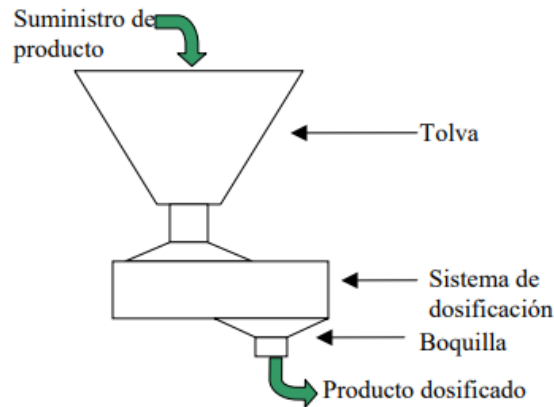 Suministro de
producto
Tolva
Sistema de
dosificación
Boquilla
Producto dosificado